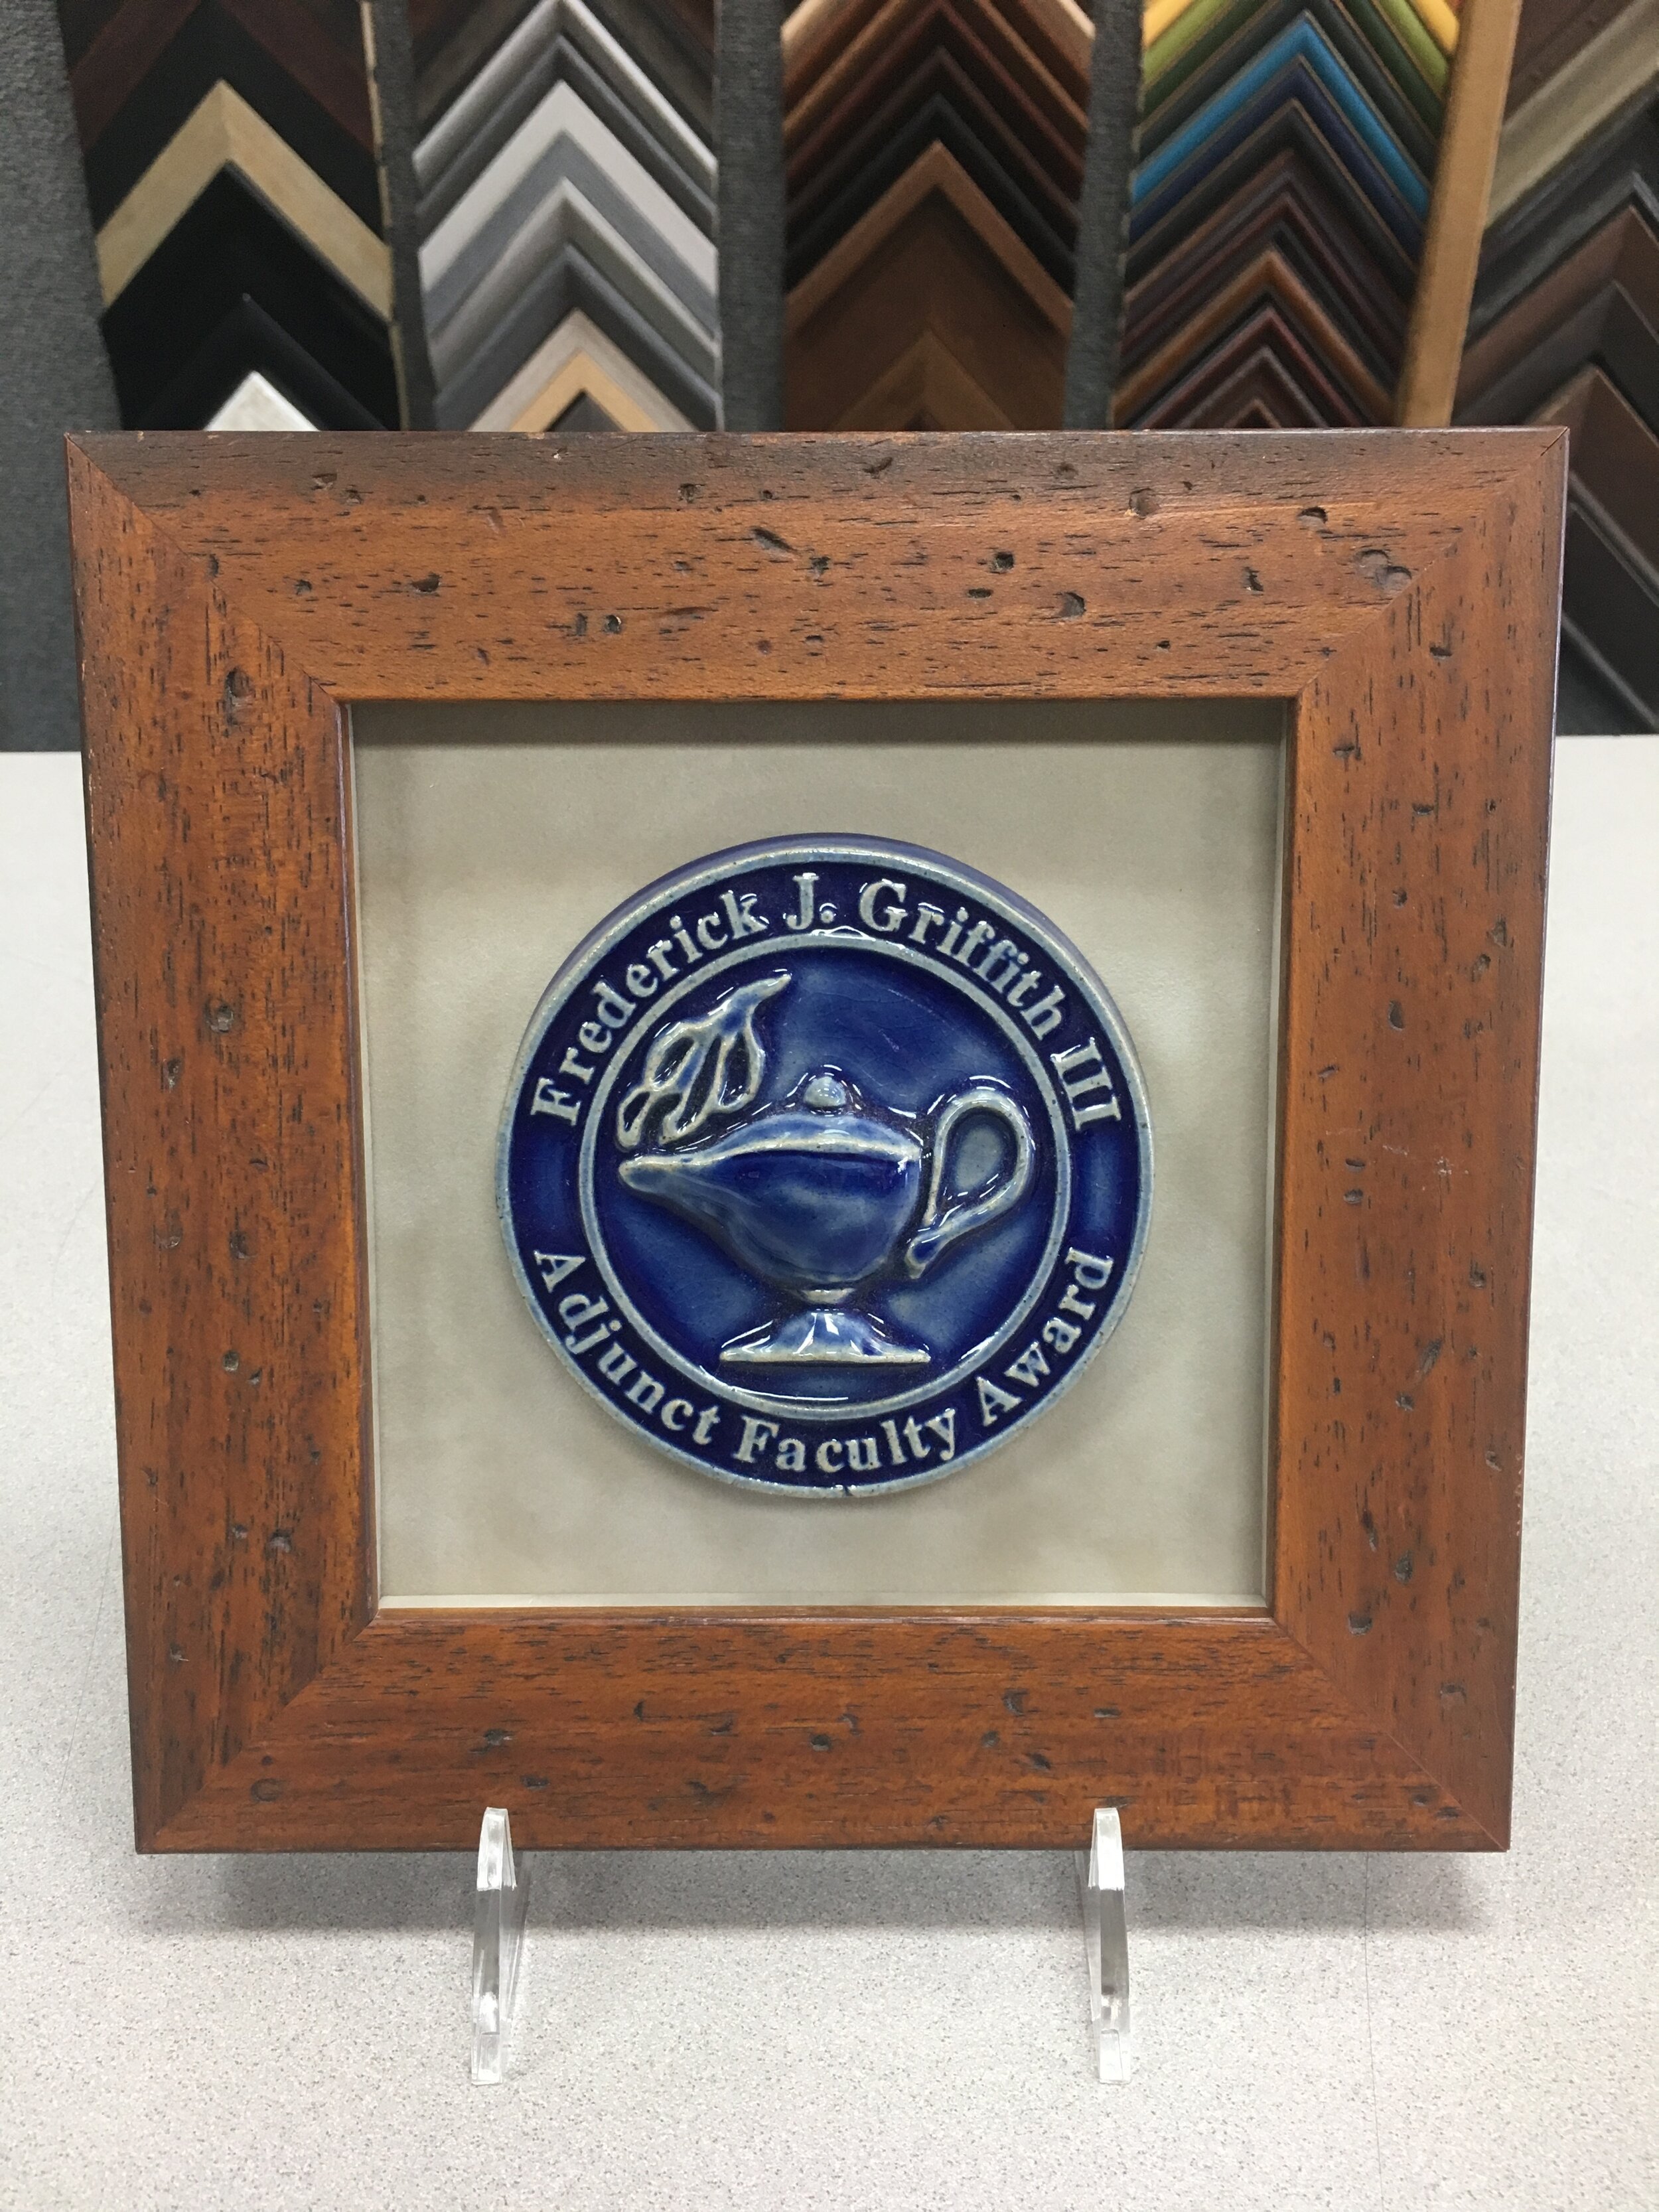 Frederick J. Griffith III
Adjunct Faculty Award